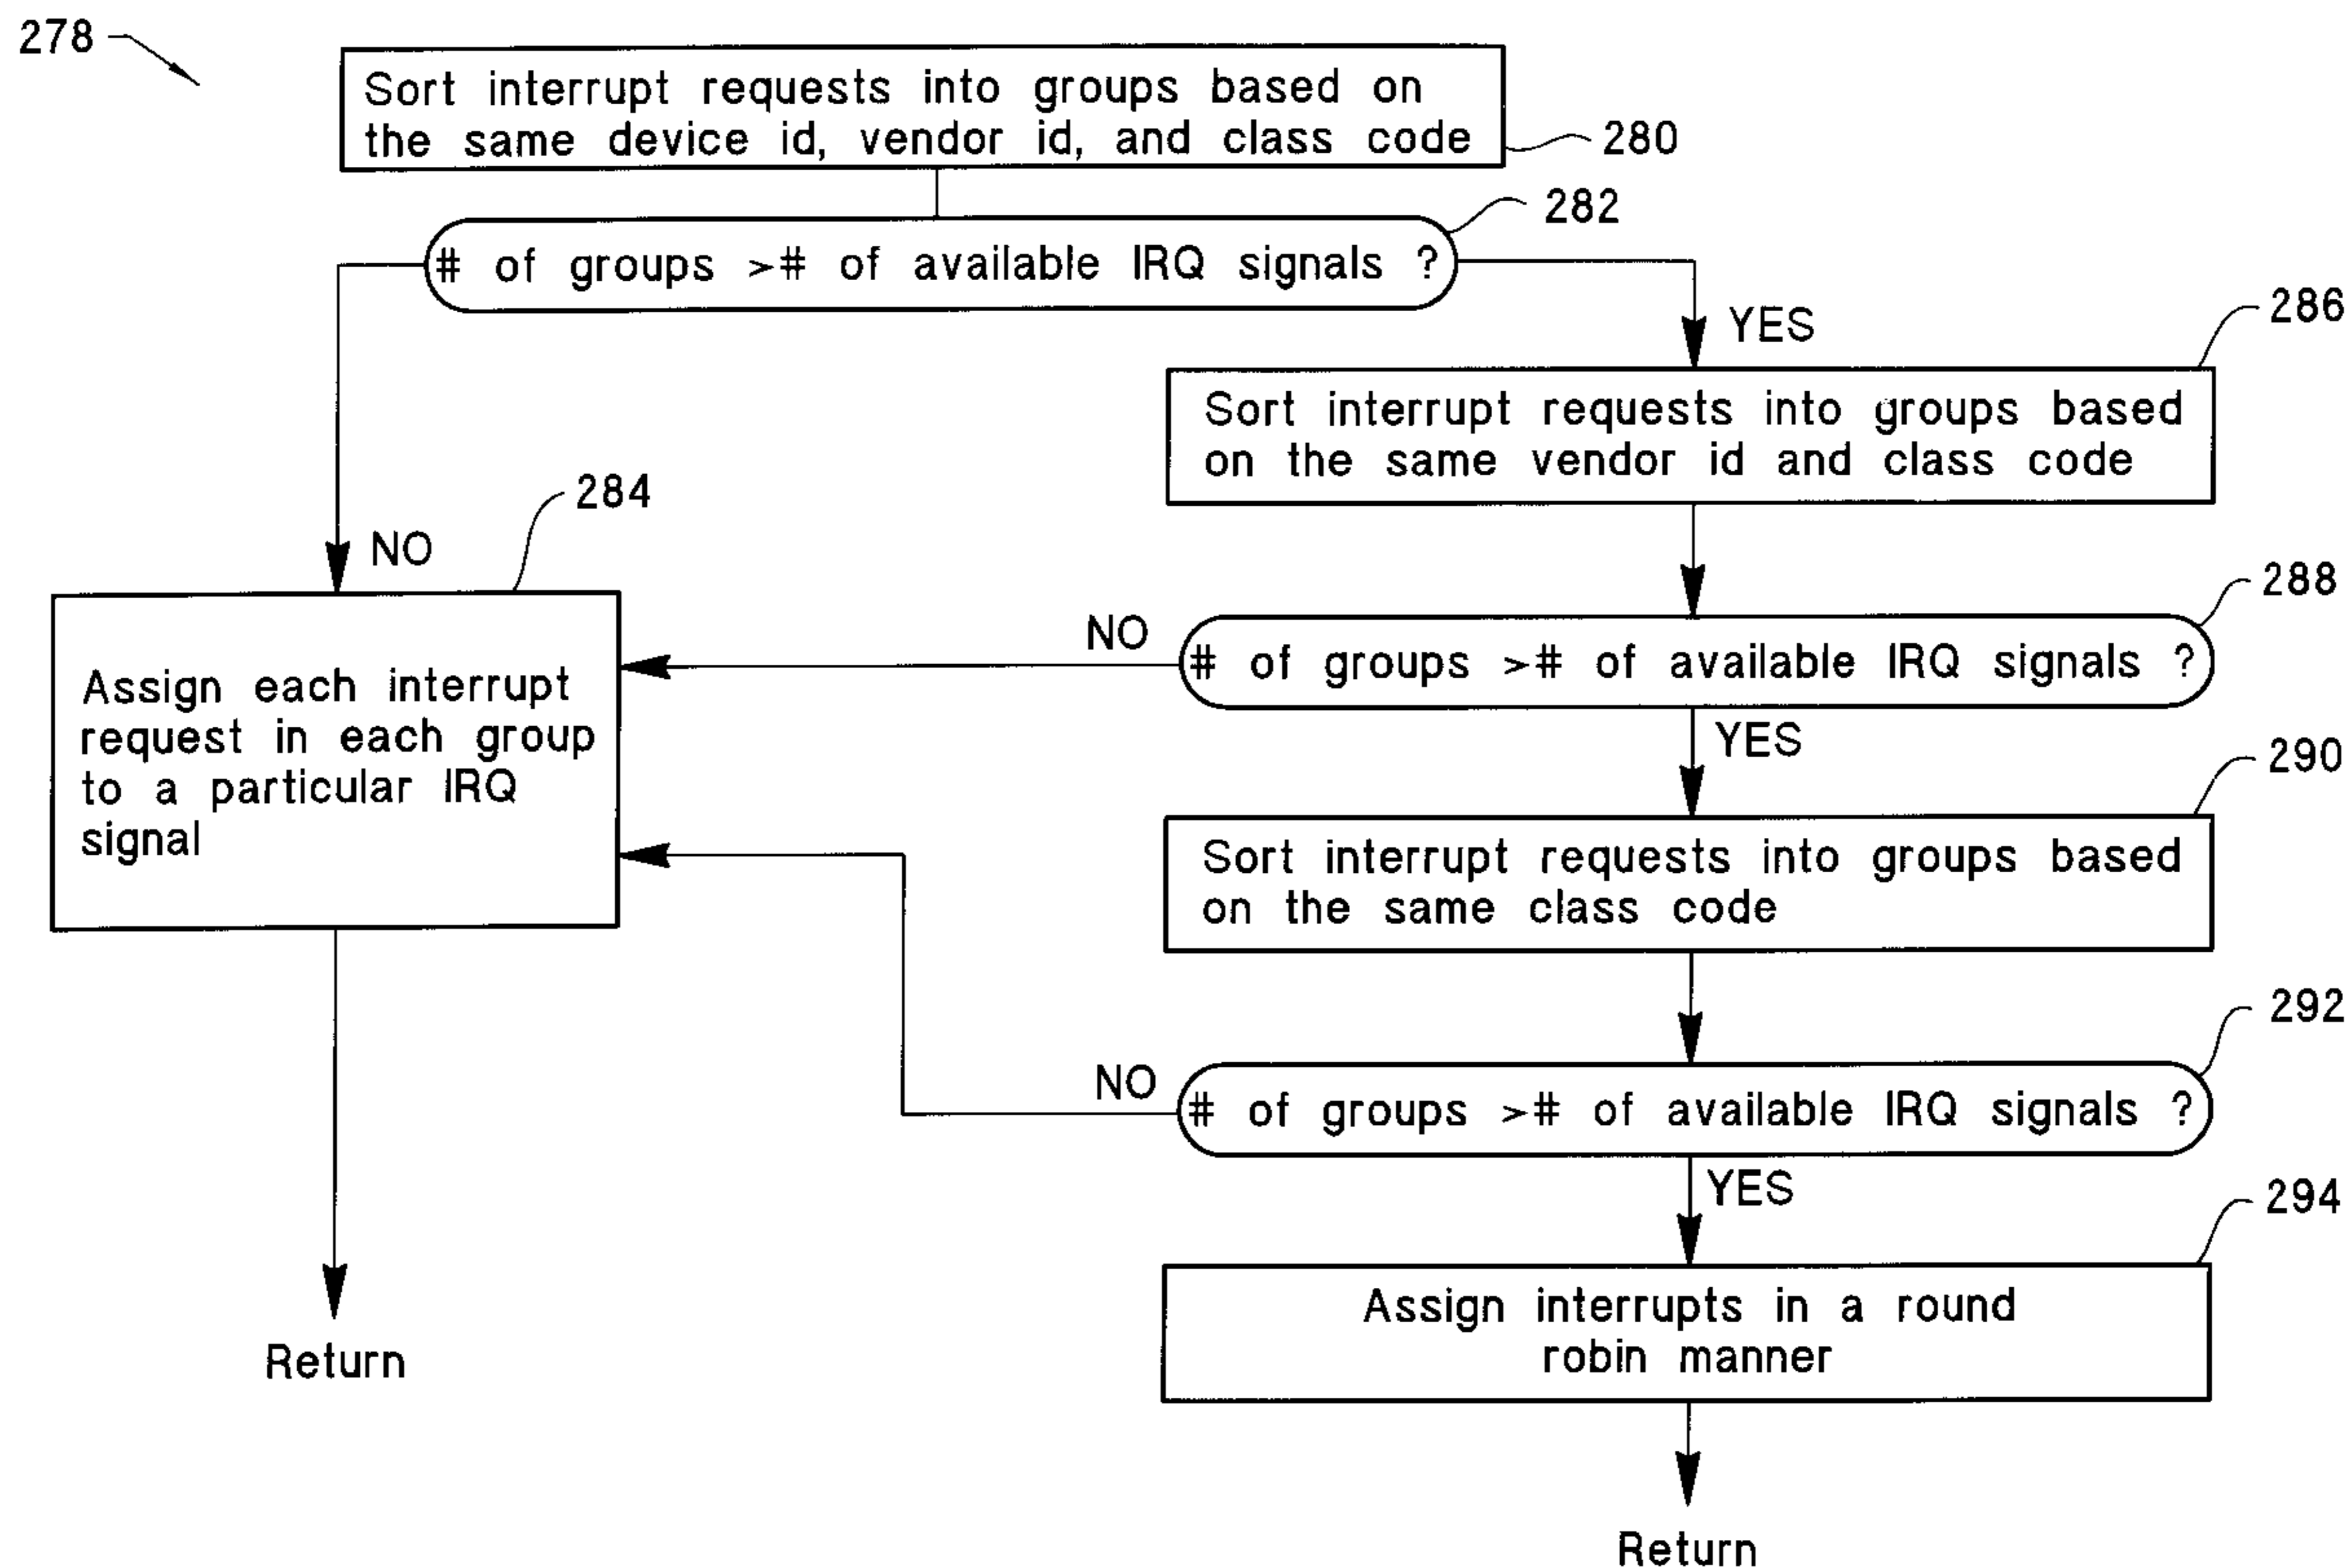 278
Sort interrupt requests into groups based on
the same device id, vendor id, and class code
280
282
# of groups ># of available IRQ signals ?
YES
286
Sort interrupt requests into groups based
on the same vendor id and class code
284
NO
288
NO
# of groups ># of available IRQ signals ?
Assign each interrupt
request in each group
to a particular IRQ
signal
YES
290
Sort interrupt requests into groups based
on the same class code
292
NO
# of groups ># of available IRQ signals ?
YES
294
Assign interrupts in a round
robin manner
Return
Return